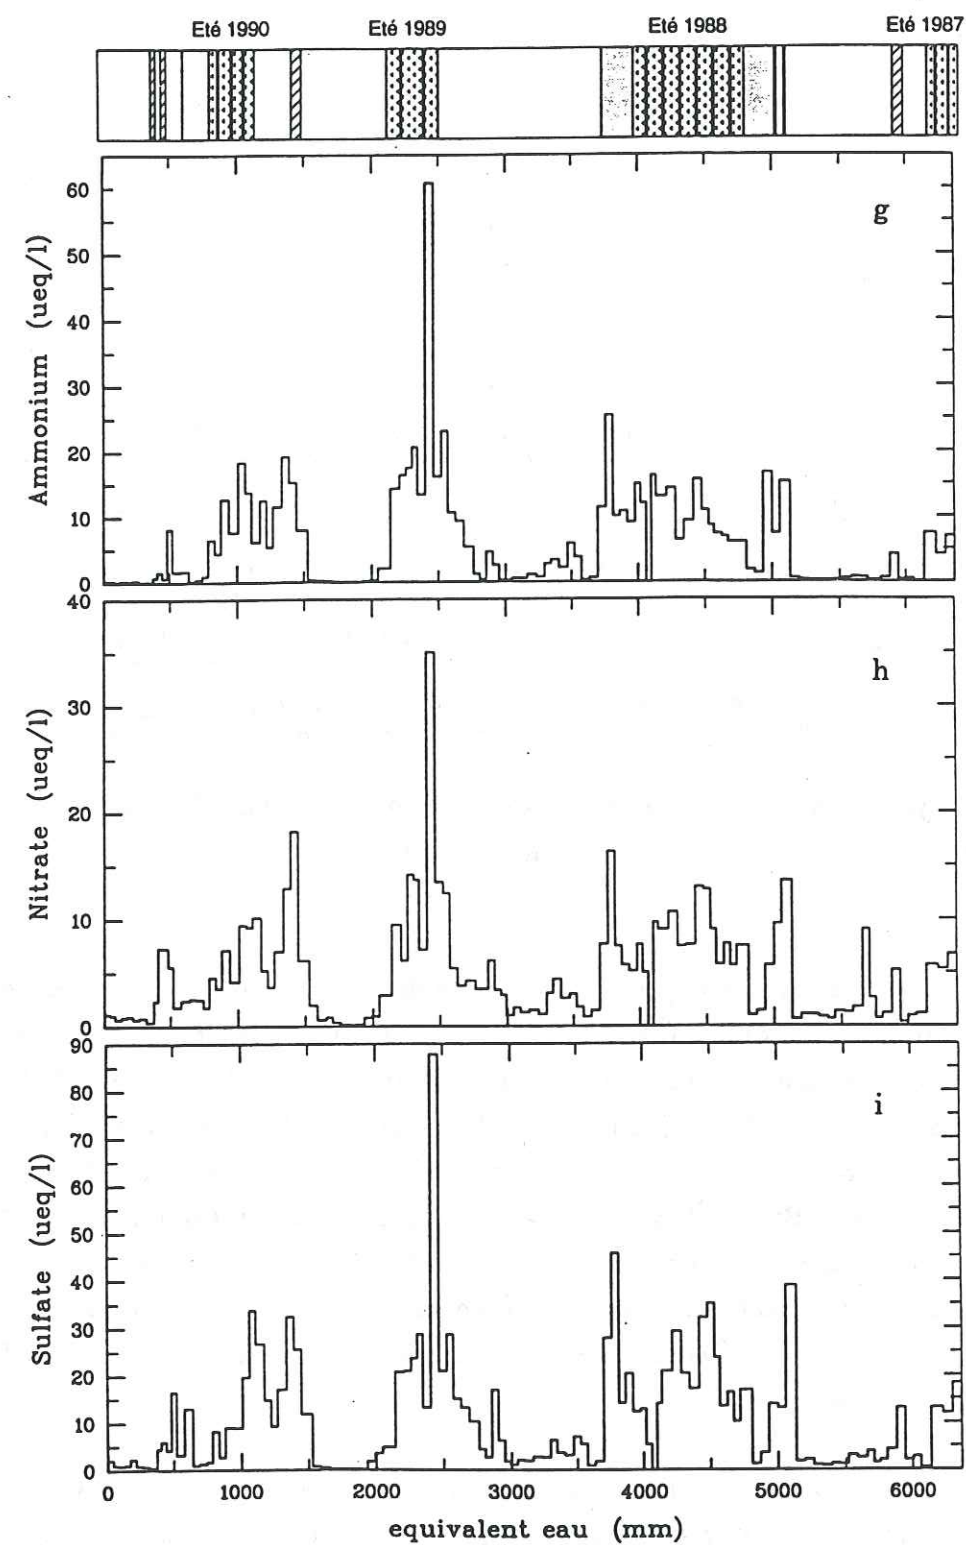 Eté 1990 Eté 1989 Eté 1988 Eté 1987
g
60
50
40
30
20
10
0
Ammonium (ueq/l)
h
40
30
20
10
0
Nitrate (ueq/l)
i
90
80
70
60
50
40
30
20
10
0
Sulfate (ueq/l)
0 1000 2000 3000 4000 5000 6000
equivalent eau (mm)